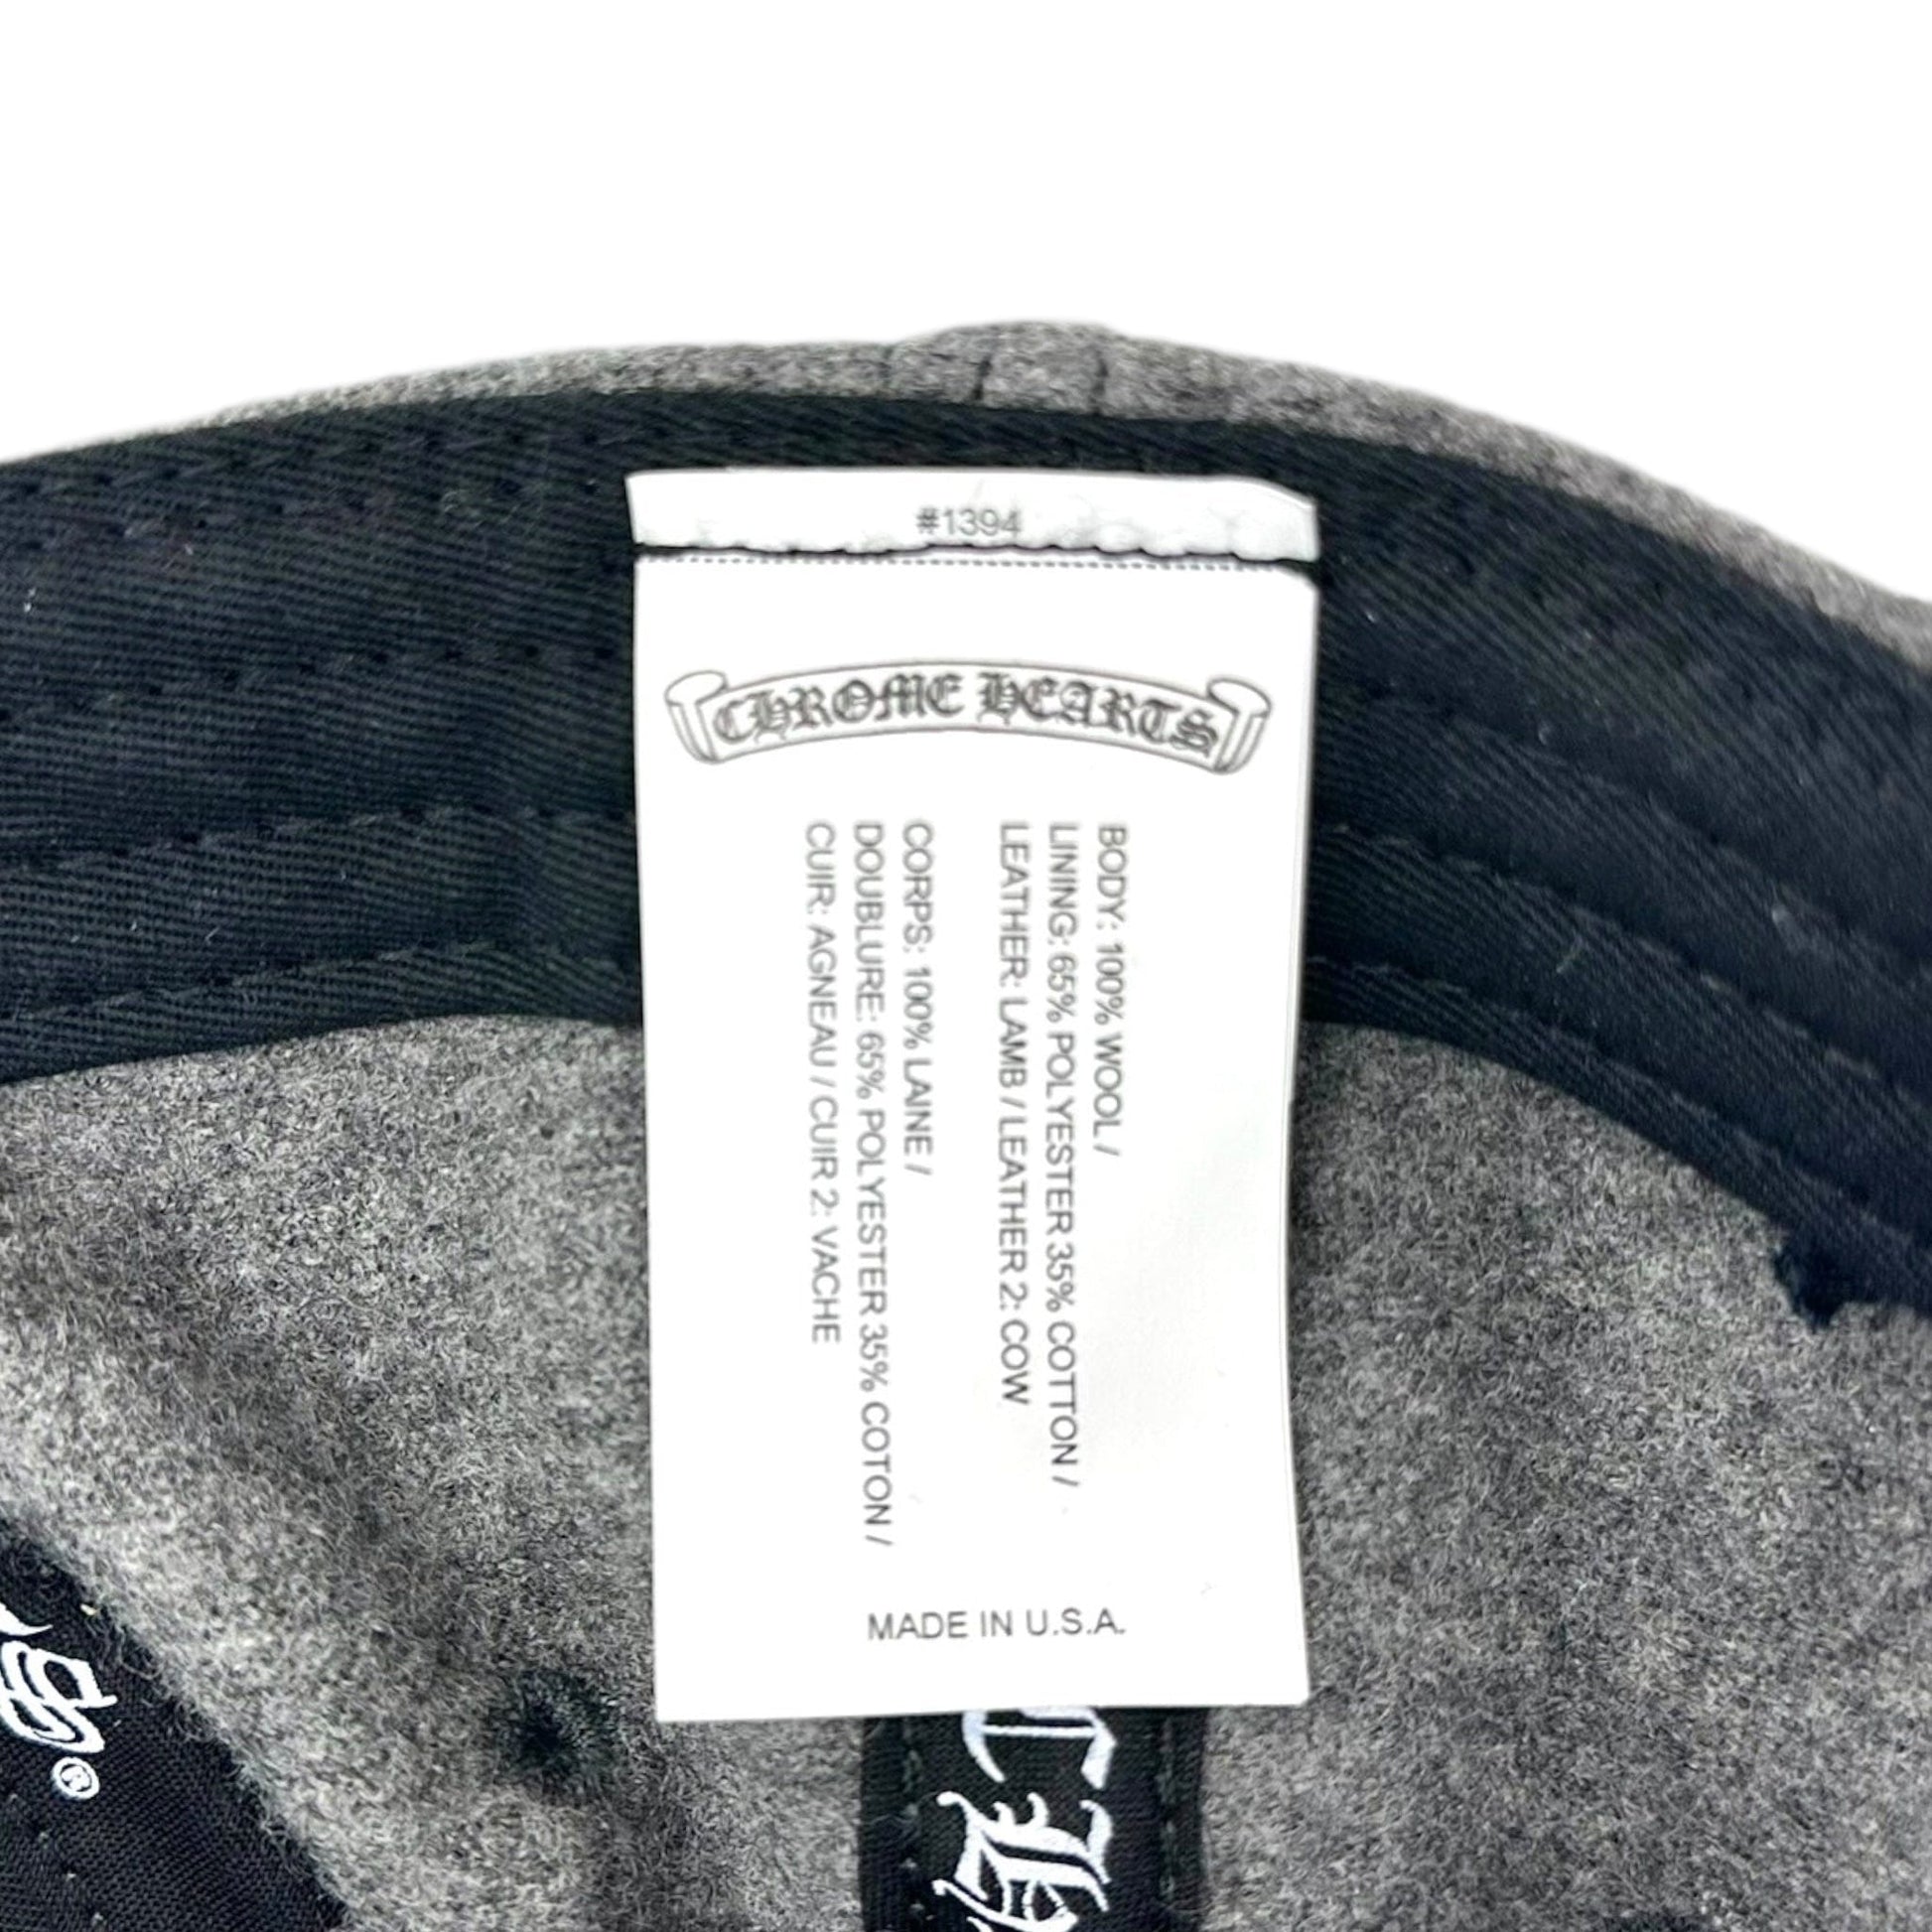 #1394
CHROME HEARTS
BODY: 100% WOOL /
LINING: 65% POLYESTER 35% COTTON /
LEATHER: LAMB / LEATHER 2: COW
CORPS: 100% LAINE /
DOUBLURE: 65% POLYESTER 35% COTON /
CUIR: AGNEAU / CUIR 2: VACHE
MADE IN U.S.A.